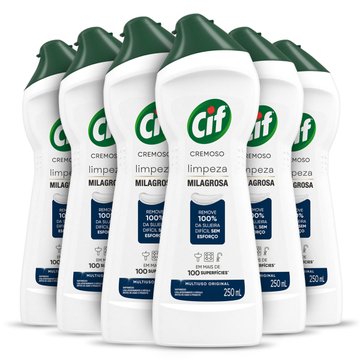 Cif
CREMOSO
limpeza
MILAGROSA
REMOVE
100%
DA SUJEIRA
DIFÍCIL SEM
ESFORÇO
EM MAIS DE
100 SUPERFÍCIES*
MULTIUSO ORIGINAL
250 mL